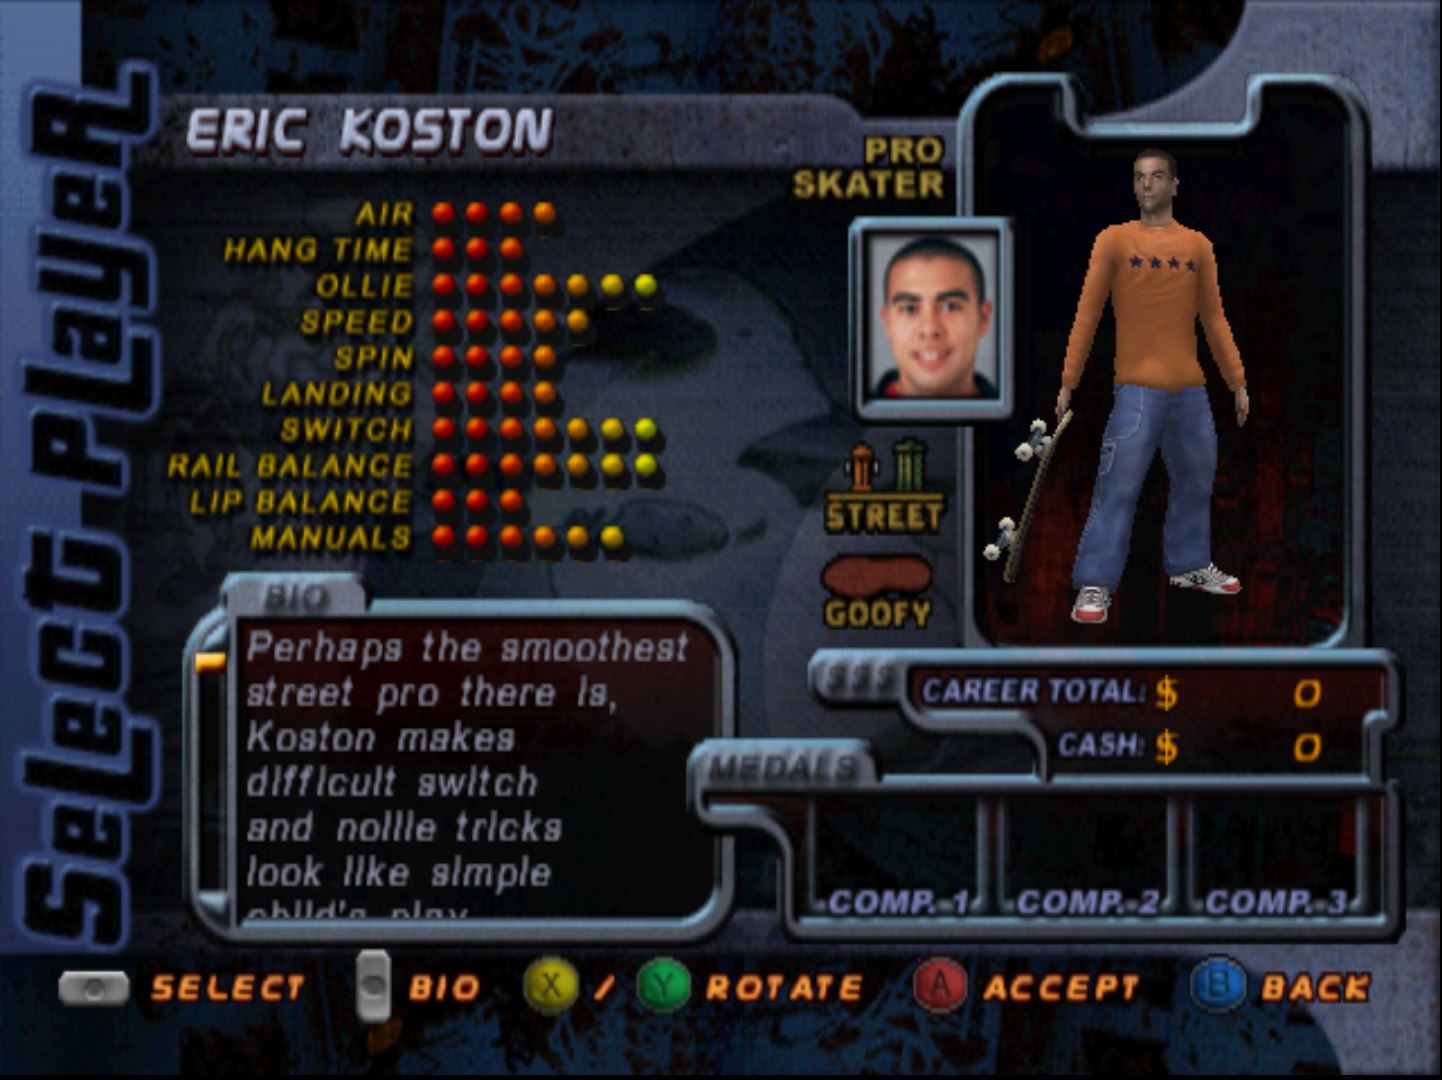 Select Player
ERIC KOSTON
PRO
SKATER
AIR
HANG TIME
OLLIE
SPEED
SPIN
LANDING
SWITCH
RAIL BALANCE
LIP BALANCE
MANUALS
STREET
GOOFY
BIO
Perhaps the smoothest
street pro there is,
Koston makes
difficult switch
and nollie tricks
look like simple
child's play
$$$
CAREER TOTAL: $ 0
CASH: $ 0
MEDALS
COMP. 1 COMP. 2 COMP. 3
SELECT BIO X / Y ROTATE A ACCEPT B BACK